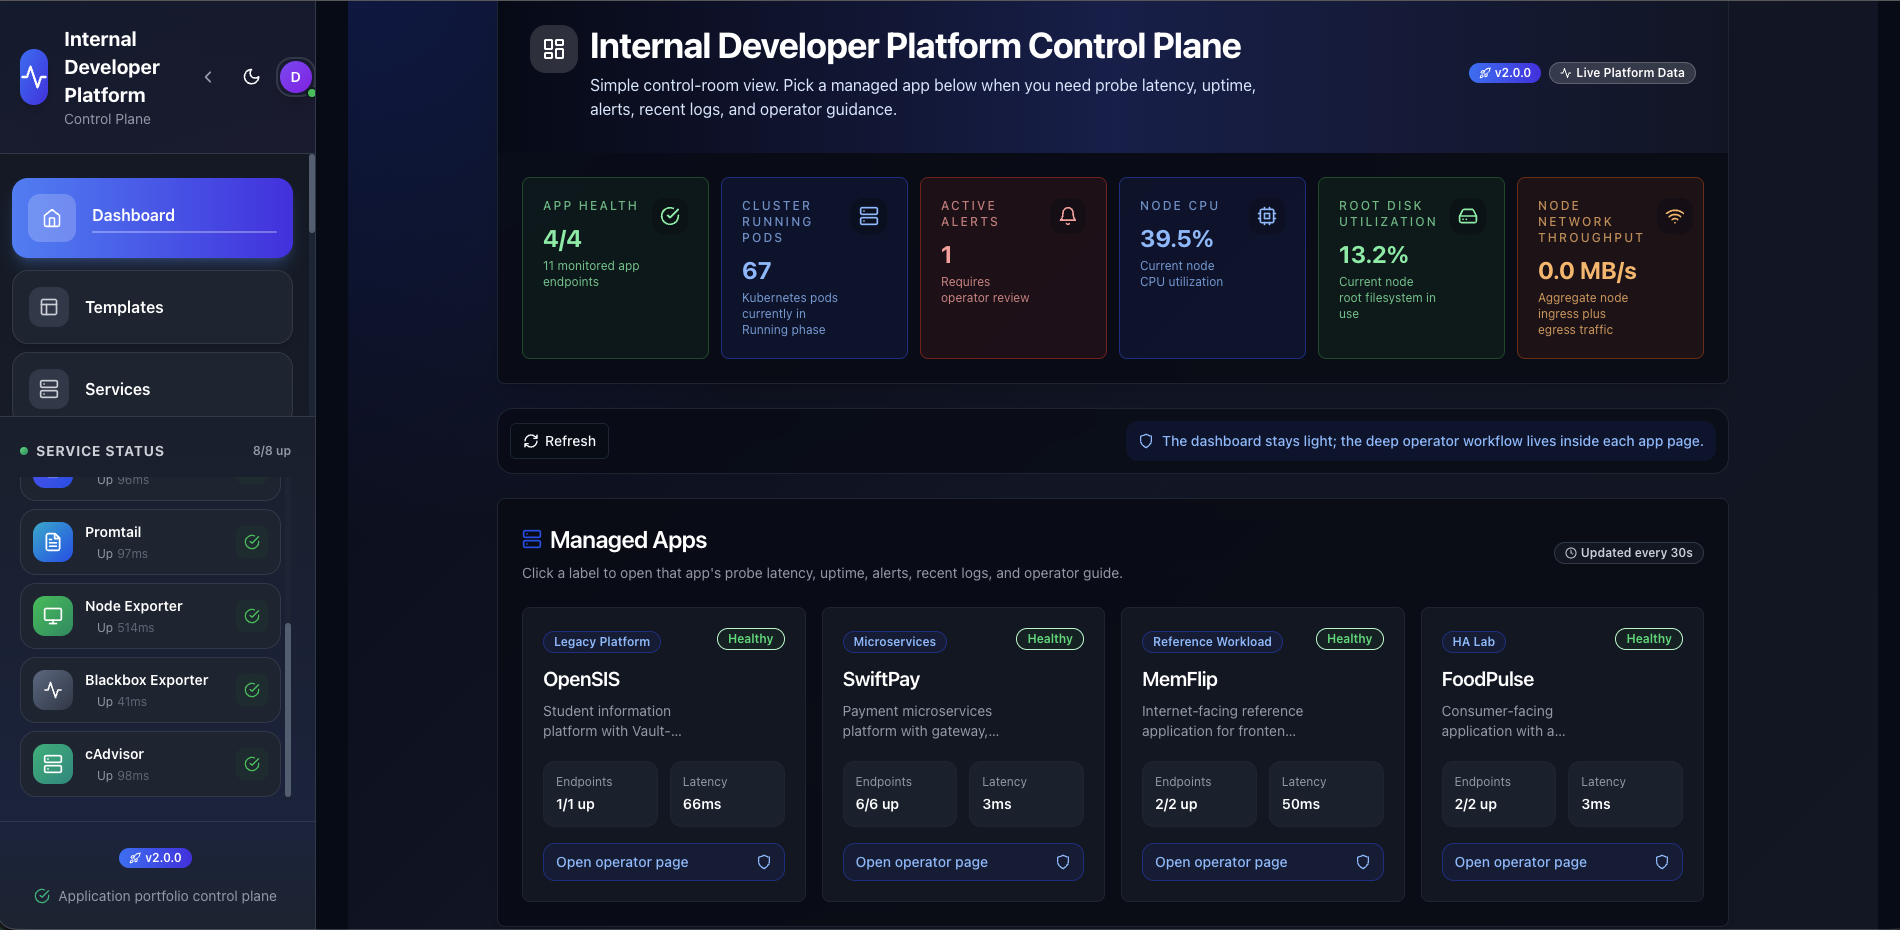 Internal
Developer
Platform
Control Plane
D
Dashboard
Templates
Services
SERVICE STATUS
8/8 up
Up 96ms
Promtail
Up 97ms
Node Exporter
Up 514ms
Blackbox Exporter
Up 41ms
cAdvisor
Up 98ms
v2.0.0
Application portfolio control plane
Internal Developer Platform Control Plane
Simple control-room view. Pick a managed app below when you need probe latency, uptime,
alerts, recent logs, and operator guidance.
v2.0.0
Live Platform Data
APP HEALTH
4/4
11 monitored app
endpoints
CLUSTER
RUNNING
PODS
67
Kubernetes pods
currently in
Running phase
ACTIVE
ALERTS
1
Requires
operator review
NODE CPU
39.5%
Current node
CPU utilization
ROOT DISK
UTILIZATION
13.2%
Current node
root filesystem in
use
NODE
NETWORK
THROUGHPUT
0.0 MB/s
Aggregate node
ingress plus
egress traffic
Refresh
The dashboard stays light; the deep operator workflow lives inside each app page.
Managed Apps
Click a label to open that app's probe latency, uptime, alerts, recent logs, and operator guide.
Updated every 30s
Legacy Platform
Healthy
OpenSIS
Student information
platform with Vault-...
Endpoints
1/1 up
Latency
66ms
Open operator page
Microservices
Healthy
SwiftPay
Payment microservices
platform with gateway,...
Endpoints
6/6 up
Latency
3ms
Open operator page
Reference Workload
Healthy
MemFlip
Internet-facing reference
application for fronten...
Endpoints
2/2 up
Latency
50ms
Open operator page
HA Lab
Healthy
FoodPulse
Consumer-facing
application with a...
Endpoints
2/2 up
Latency
3ms
Open operator page